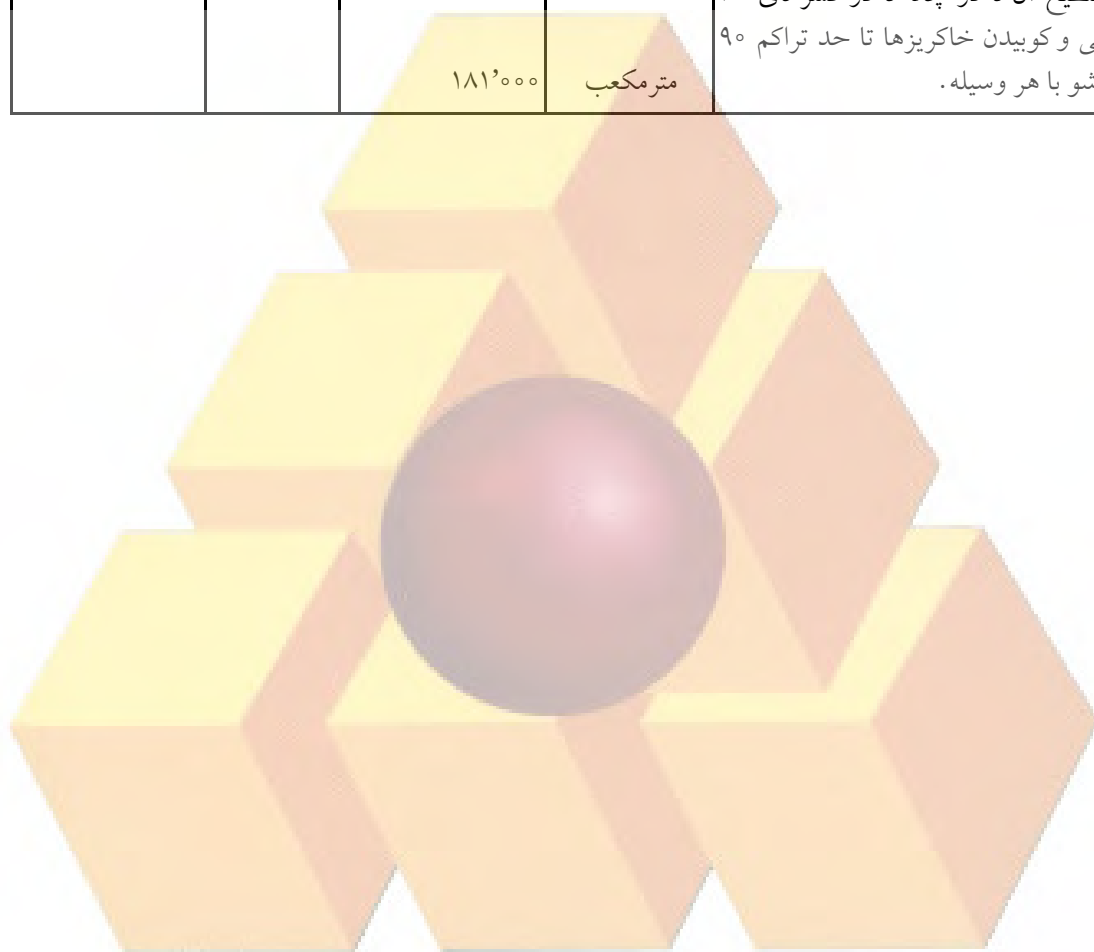 ی و کوبیدن خاکریزها تا حد تراکم ۹۰
شو با هر وسیله. مترمکعب ۱۸۱٬۰۰۰